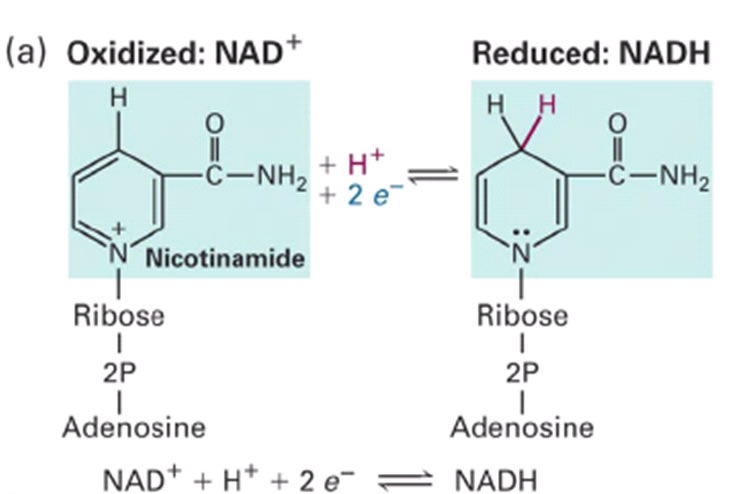 (a) Oxidized: NAD⁺ Reduced: NADH
H H H
O O
C—NH₂ + H⁺ ⇌ C—NH₂
+ 2 e⁻
+ ••
N Nicotinamide N
Ribose Ribose
2P 2P
Adenosine Adenosine
NAD⁺ + H⁺ + 2 e⁻ ⇌ NADH